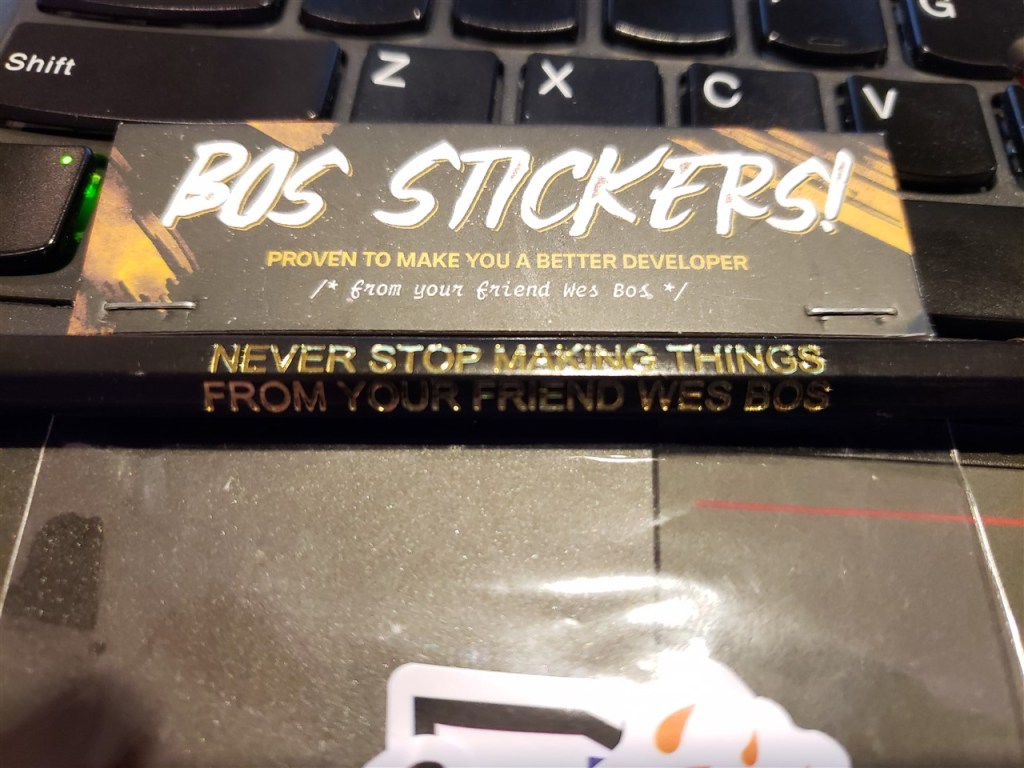 G
Shift Z X C V
BOS STICKERS!
PROVEN TO MAKE YOU A BETTER DEVELOPER
/* from your friend Wes Bos */
NEVER STOP MAKING THINGS
FROM YOUR FRIEND WES BOS